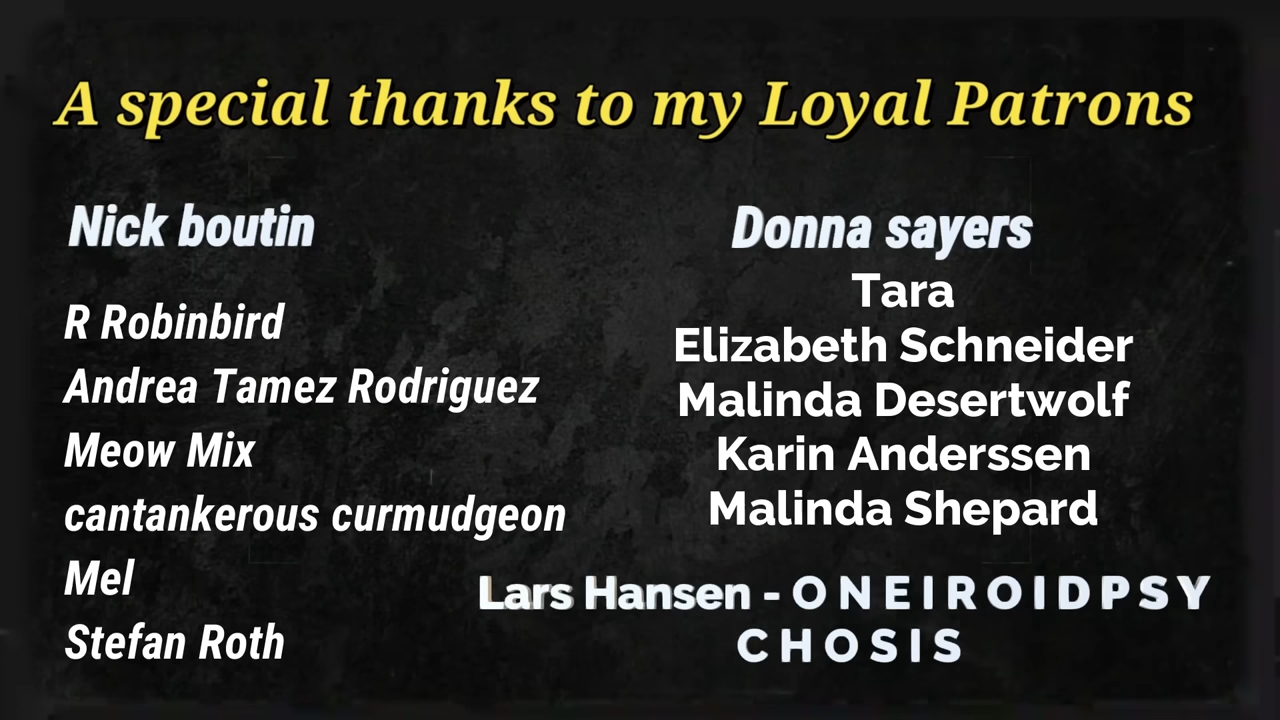 A special thanks to my Loyal Patrons
Nick boutin
R Robinbird
Andrea Tamez Rodriguez
Meow Mix
cantankerous curmudgeon
Mel
Stefan Roth
Donna sayers
Tara
Elizabeth Schneider
Malinda Desertwolf
Karin Anderssen
Malinda Shepard
Lars Hansen - ONEIROIDPSY
CHOSIS